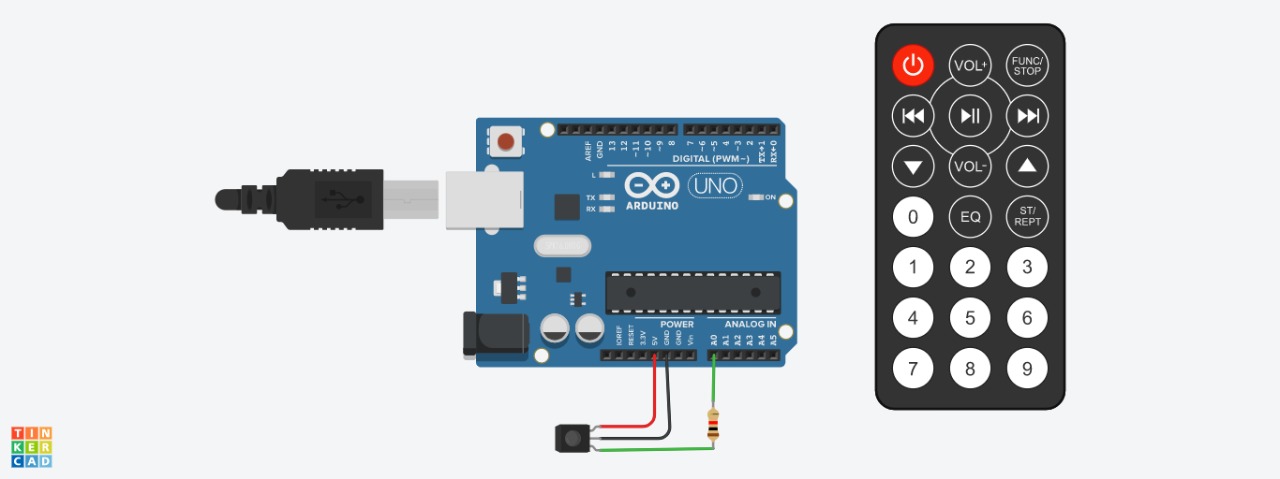 VOL+
FUNC/
STOP
VOL-
0
EQ
ST/
REPT
1 2 3
4 5 6
7 8 9
AREF
GND
13
12
~11
~10
~9
8
7
~6
~5
4
~3
2
TX→1
RX←0
DIGITAL (PWM~)
L
TX
RX
ARDUINO
UNO
ON
POWER
ANALOG IN
IOREF
RESET
3.3V
5V
GND
GND
Vin
A0
A1
A2
A3
A4
A5
TIN
KER
CAD